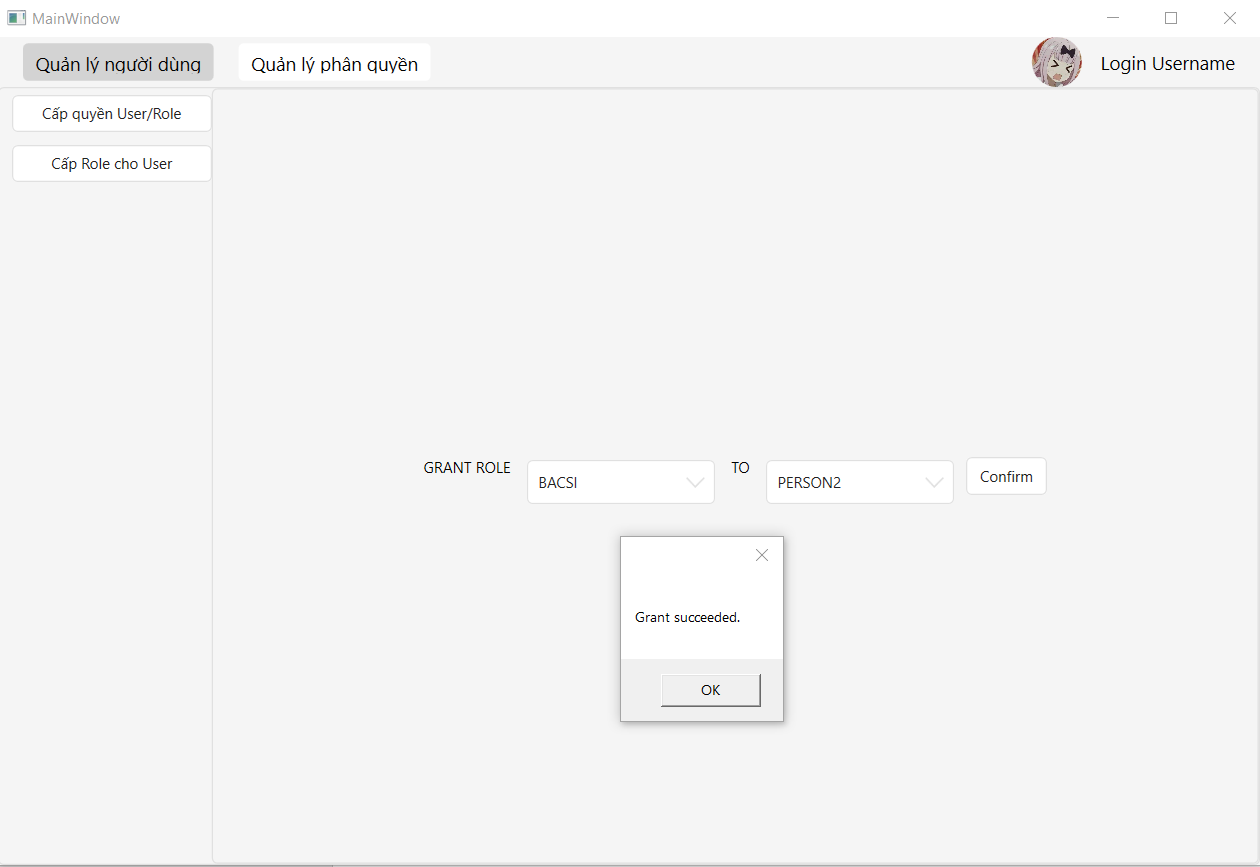 MainWindow
Quản lý người dùng
Quản lý phân quyền
Login Username
Cấp quyền User/Role
Cấp Role cho User
GRANT ROLE
BACSI
TO
PERSON2
Confirm
Grant succeeded.
OK